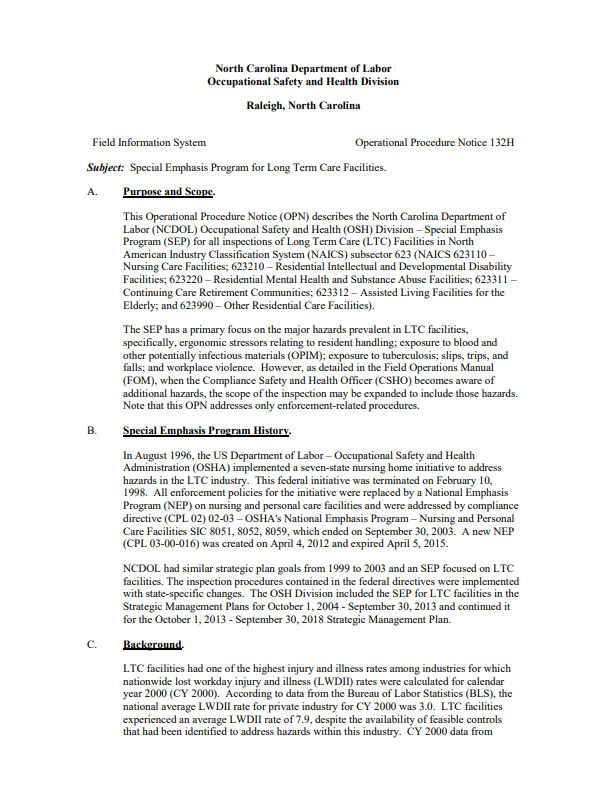 North Carolina Department of Labor
Occupational Safety and Health Division
Raleigh, North Carolina
Field Information System Operational Procedure Notice 132H
Subject: Special Emphasis Program for Long Term Care Facilities.
A. Purpose and Scope.
This Operational Procedure Notice (OPN) describes the North Carolina Department of
Labor (NCDOL) Occupational Safety and Health (OSH) Division – Special Emphasis
Program (SEP) for all inspections of Long Term Care (LTC) Facilities in North
American Industry Classification System (NAICS) subsector 623 (NAICS 623110 –
Nursing Care Facilities; 623210 – Residential Intellectual and Developmental Disability
Facilities; 623220 – Residential Mental Health and Substance Abuse Facilities; 623311 –
Continuing Care Retirement Communities; 623312 – Assisted Living Facilities for the
Elderly; and 623990 – Other Residential Care Facilities).
The SEP has a primary focus on the major hazards prevalent in LTC facilities,
specifically, ergonomic stressors relating to resident handling; exposure to blood and
other potentially infectious materials (OPIM); exposure to tuberculosis; slips, trips, and
falls; and workplace violence. However, as detailed in the Field Operations Manual
(FOM), when the Compliance Safety and Health Officer (CSHO) becomes aware of
additional hazards, the scope of the inspection may be expanded to include those hazards.
Note that this OPN addresses only enforcement-related procedures.
B. Special Emphasis Program History.
In August 1996, the US Department of Labor – Occupational Safety and Health
Administration (OSHA) implemented a seven-state nursing home initiative to address
hazards in the LTC industry. This federal initiative was terminated on February 10,
1998. All enforcement policies for the initiative were replaced by a National Emphasis
Program (NEP) on nursing and personal care facilities and were addressed by compliance
directive (CPL 02) 02-03 – OSHA's National Emphasis Program – Nursing and Personal
Care Facilities SIC 8051, 8052, 8059, which ended on September 30, 2003. A new NEP
(CPL 03-00-016) was created on April 4, 2012 and expired April 5, 2015.
NCDOL had similar strategic plan goals from 1999 to 2003 and an SEP focused on LTC
facilities. The inspection procedures contained in the federal directives were implemented
with state-specific changes. The OSH Division included the SEP for LTC facilities in the
Strategic Management Plans for October 1, 2004 - September 30, 2013 and continued it
for the October 1, 2013 - September 30, 2018 Strategic Management Plan.
C. Background.
LTC facilities had one of the highest injury and illness rates among industries for which
nationwide lost workday injury and illness (LWDII) rates were calculated for calendar
year 2000 (CY 2000). According to data from the Bureau of Labor Statistics (BLS), the
national average LWDII rate for private industry for CY 2000 was 3.0. LTC facilities
experienced an average LWDII rate of 7.9, despite the availability of feasible controls
that had been identified to address hazards within this industry. CY 2000 data from